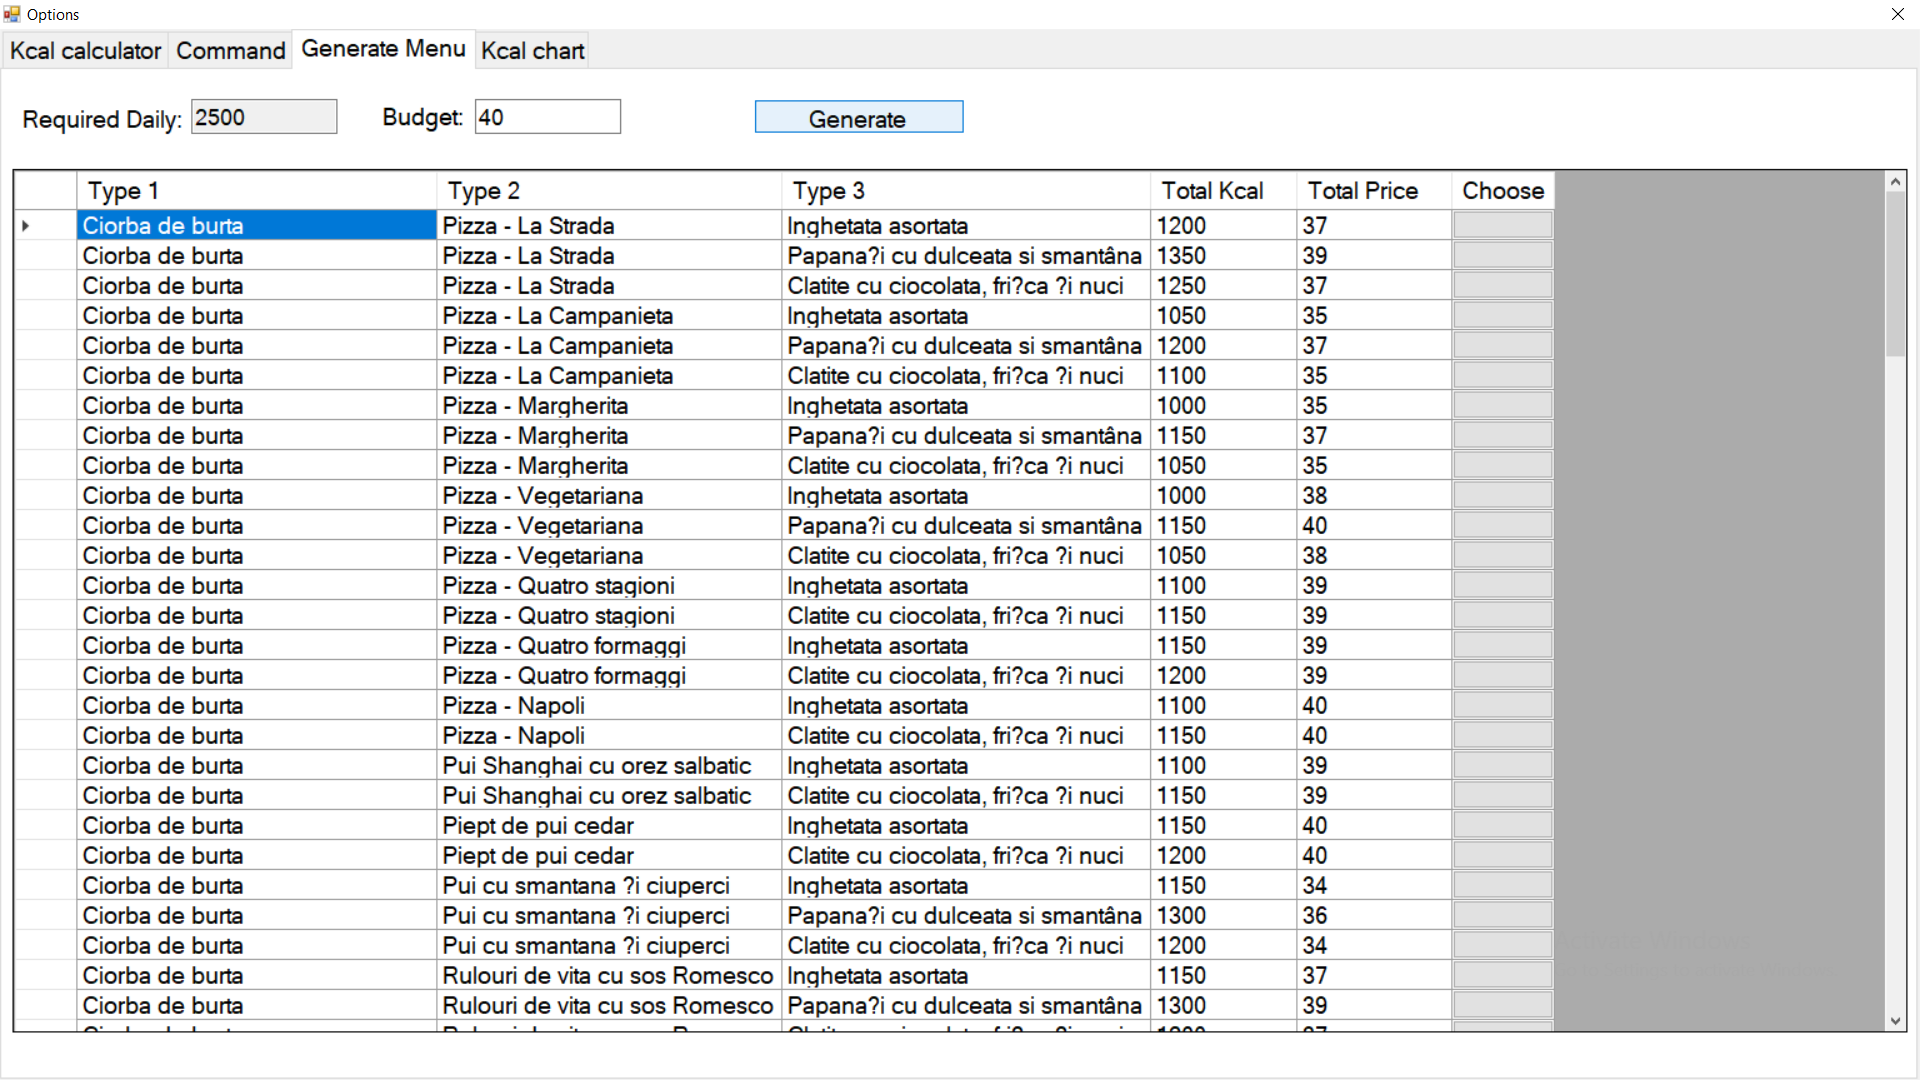 Options
Kcal calculator Command Generate Menu Kcal chart
Required Daily: 2500 Budget: 40 Generate
Type 1 Type 2 Type 3 Total Kcal Total Price Choose
Ciorba de burta Pizza - La Strada Inghetata asortata 1200 37
Ciorba de burta Pizza - La Strada Papana?i cu dulceata si smantâna 1350 39
Ciorba de burta Pizza - La Strada Clatite cu ciocolata, fri?ca ?i nuci 1250 37
Ciorba de burta Pizza - La Campanieta Inghetata asortata 1050 35
Ciorba de burta Pizza - La Campanieta Papana?i cu dulceata si smantâna 1200 37
Ciorba de burta Pizza - La Campanieta Clatite cu ciocolata, fri?ca ?i nuci 1100 35
Ciorba de burta Pizza - Margherita Inghetata asortata 1000 35
Ciorba de burta Pizza - Margherita Papana?i cu dulceata si smantâna 1150 37
Ciorba de burta Pizza - Margherita Clatite cu ciocolata, fri?ca ?i nuci 1050 35
Ciorba de burta Pizza - Vegetariana Inghetata asortata 1000 38
Ciorba de burta Pizza - Vegetariana Papana?i cu dulceata si smantâna 1150 40
Ciorba de burta Pizza - Vegetariana Clatite cu ciocolata, fri?ca ?i nuci 1050 38
Ciorba de burta Pizza - Quatro stagioni Inghetata asortata 1100 39
Ciorba de burta Pizza - Quatro stagioni Clatite cu ciocolata, fri?ca ?i nuci 1150 39
Ciorba de burta Pizza - Quatro formaggi Inghetata asortata 1150 39
Ciorba de burta Pizza - Quatro formaggi Clatite cu ciocolata, fri?ca ?i nuci 1200 39
Ciorba de burta Pizza - Napoli Inghetata asortata 1100 40
Ciorba de burta Pizza - Napoli Clatite cu ciocolata, fri?ca ?i nuci 1150 40
Ciorba de burta Pui Shanghai cu orez salbatic Inghetata asortata 1100 39
Ciorba de burta Pui Shanghai cu orez salbatic Clatite cu ciocolata, fri?ca ?i nuci 1150 39
Ciorba de burta Piept de pui cedar Inghetata asortata 1150 40
Ciorba de burta Piept de pui cedar Clatite cu ciocolata, fri?ca ?i nuci 1200 40
Ciorba de burta Pui cu smantana ?i ciuperci Inghetata asortata 1150 34
Ciorba de burta Pui cu smantana ?i ciuperci Papana?i cu dulceata si smantâna 1300 36
Ciorba de burta Pui cu smantana ?i ciuperci Clatite cu ciocolata, fri?ca ?i nuci 1200 34
Ciorba de burta Rulouri de vita cu sos Romesco Inghetata asortata 1150 37
Ciorba de burta Rulouri de vita cu sos Romesco Papana?i cu dulceata si smantâna 1300 39